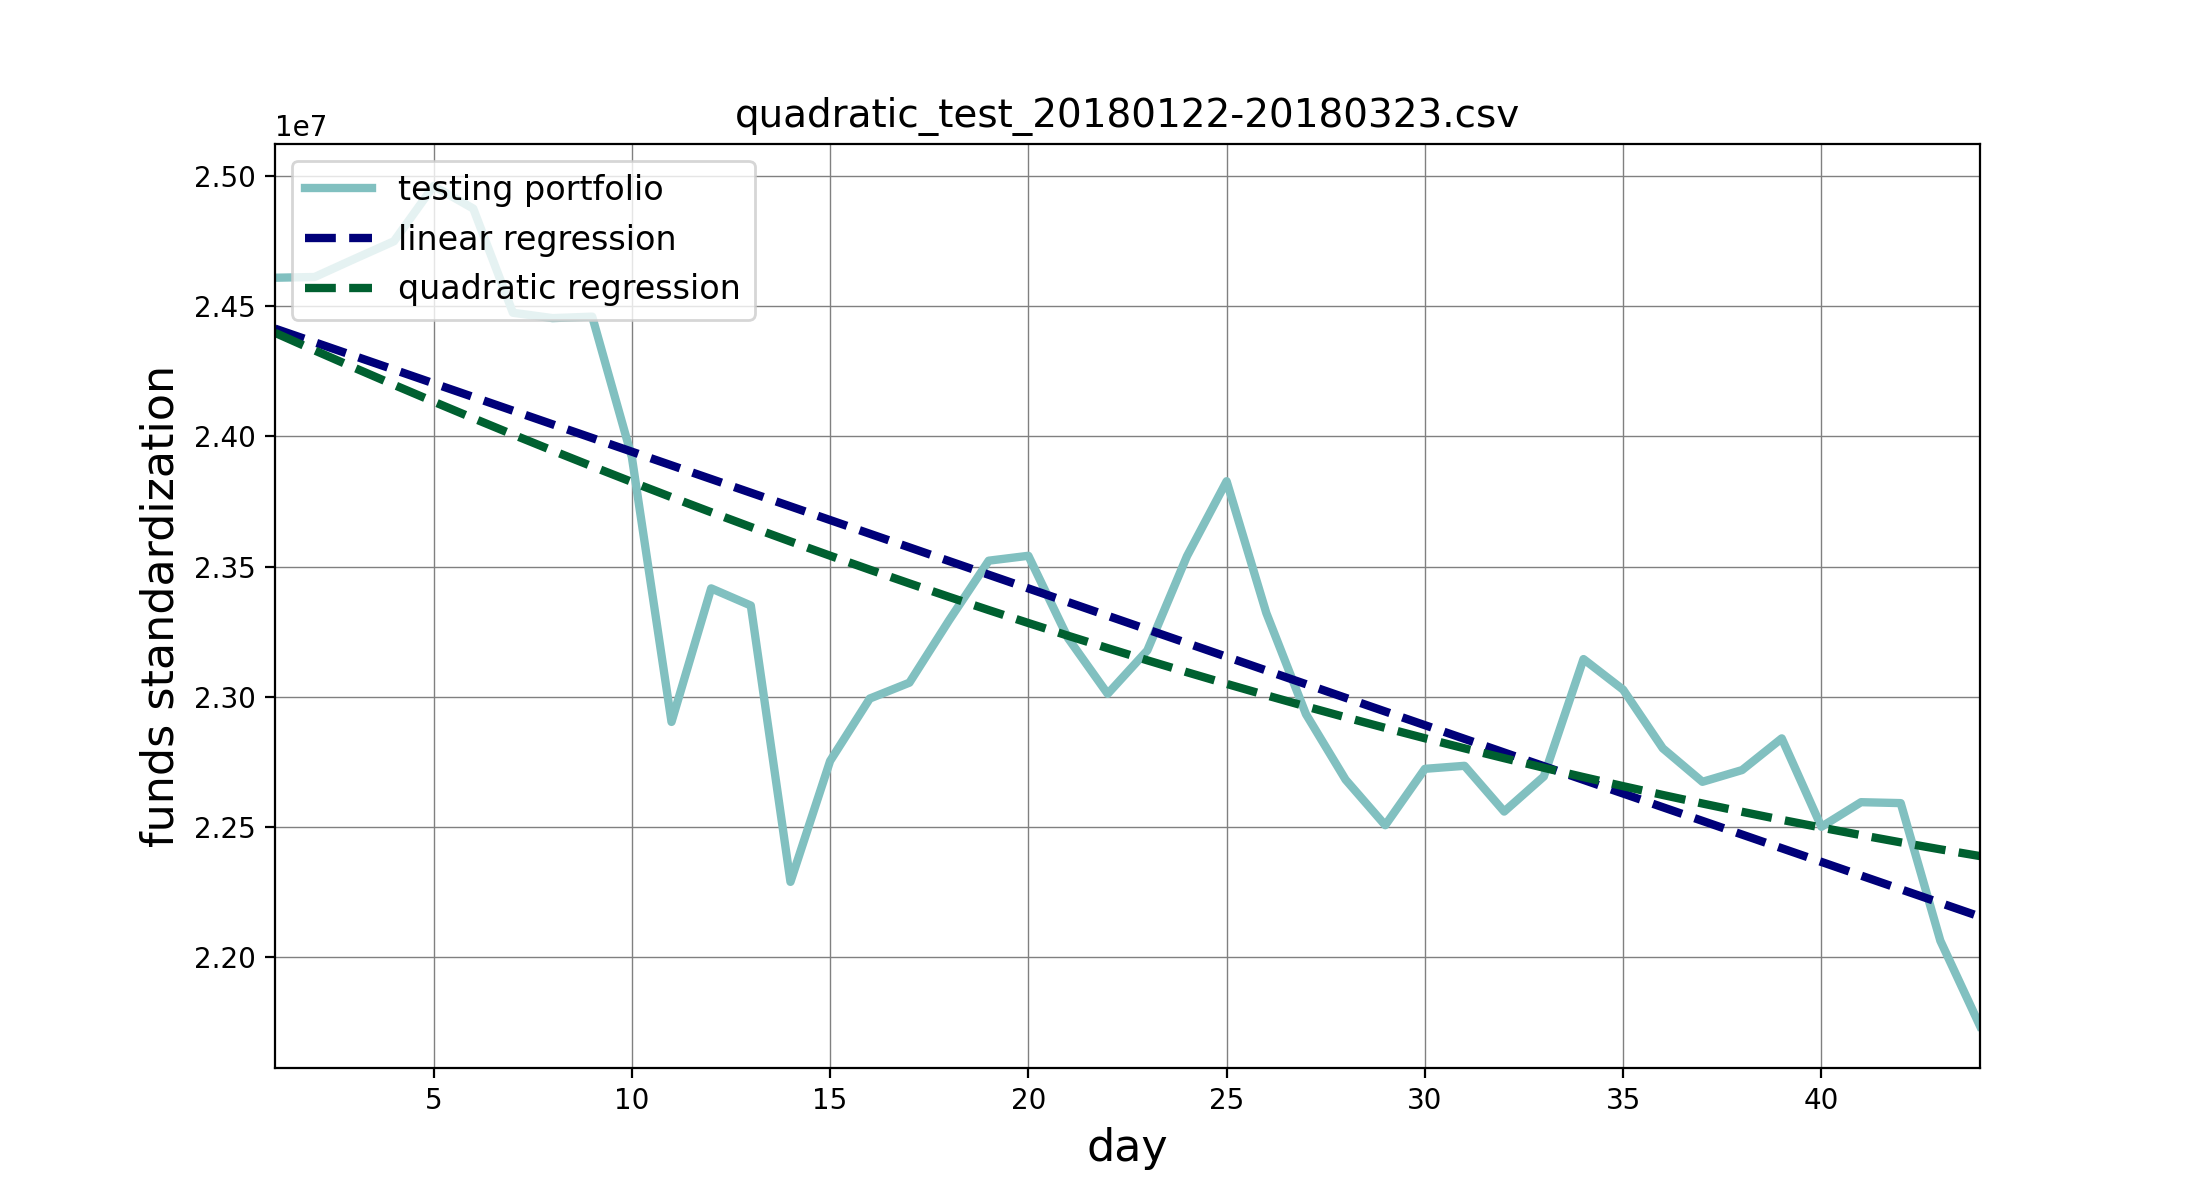 quadratic_test_20180122-20180323.csv
1e7
2.50
2.45
2.40
2.35
2.30
2.25
2.20
funds standardization
testing portfolio
linear regression
quadratic regression
5 10 15 20 25 30 35 40
day